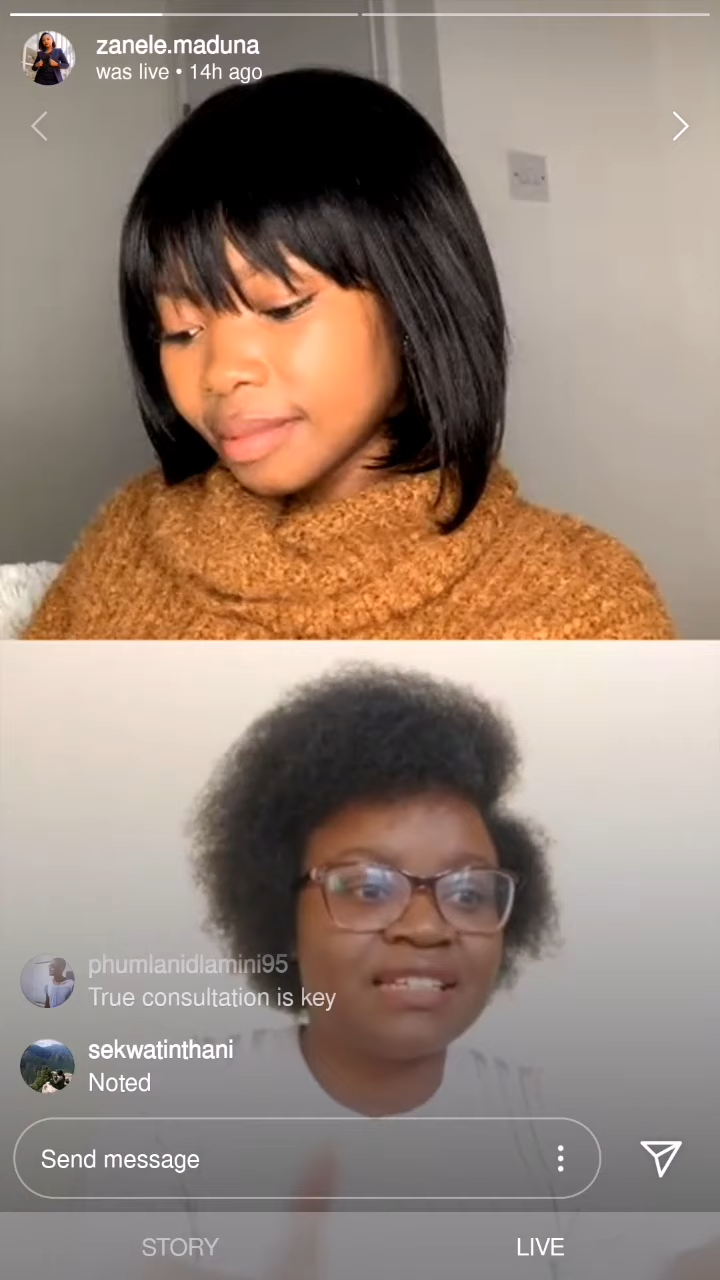 zanele.maduna
was live • 14h ago
phumlanidlamini95
True consultation is key
sekwatinthani
Noted
Send message
STORY
LIVE